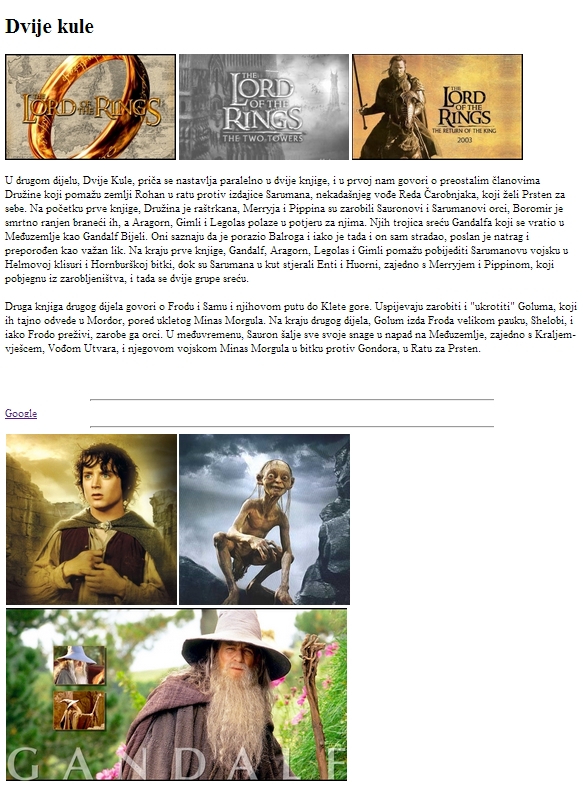 Dvije kule
THE
LORD OF THE RINGS
THE
LORD
OF THE
RINGS
THE TWO TOWERS
THE
LORD
OF THE
RINGS
THE RETURN OF THE KING
2003
U drugom dijelu, Dvije Kule, priča se nastavlja paralelno u dvije knjige, i u prvoj nam govori o preostalim članovima
Družine koji pomažu zemlji Rohan u ratu protiv izdajice Sarumana, nekadašnjeg vođe Reda Čarobnjaka, koji želi Prsten za
sebe. Na početku prve knjige, Družina je raštrkana, Merryja i Pippina su zarobili Sauronovi i Sarumanovi orci, Boromir je
smrtno ranjen braneći ih, a Aragorn, Gimli i Legolas polaze u potjeru za njima. Njih trojica sreću Gandalfa koji se vratio u
Međuzemlje kao Gandalf Bijeli. Oni saznaju da je porazio Balroga i iako je tada i on sam stradao, poslan je natrag i
preporođen kao važan lik. Na kraju prve knjige, Gandalf, Aragorn, Legolas i Gimli pomažu pobijediti Sarumanovu vojsku u
Helmovoj klisuri i Hornburškoj bitki, dok su Sarumana u kut stjerali Enti i Huorni, zajedno s Merryjem i Pippinom, koji
pobjegnu iz zarobljeništva, i tada se dvije grupe sreću.
Druga knjiga drugog dijela govori o Frodu i Samu i njihovom putu do Klete gore. Uspijevaju zarobiti i "ukrotiti" Goluma, koji
ih tajno odvede u Mordor, pored ukletog Minas Morgula. Na kraju drugog dijela, Golum izda Froda velikom pauku, Shelobi, i
iako Frodo preživi, zarobe ga orci. U međuvremenu, Sauron šalje sve svoje snage u napad na Međuzemlje, zajedno s Kraljem-
vješcem, Vođom Utvara, i njegovom vojskom Minas Morgula u bitku protiv Gondora, u Ratu za Prsten.
Google
GANDALF